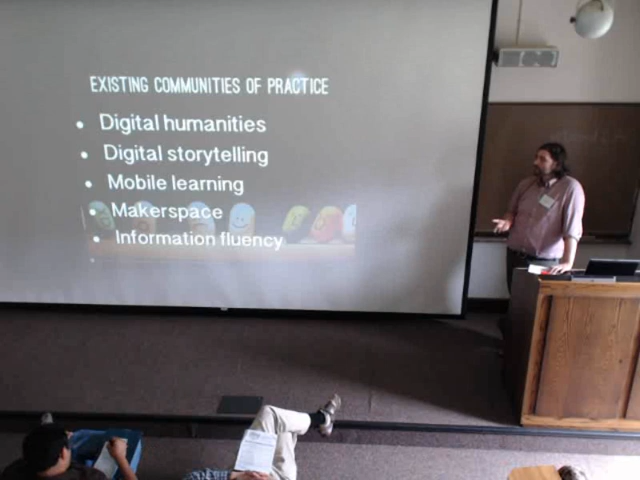 EXISTING COMMUNITIES OF PRACTICE
• Digital humanities
• Digital storytelling
• Mobile learning
• Makerspace
• Information fluency